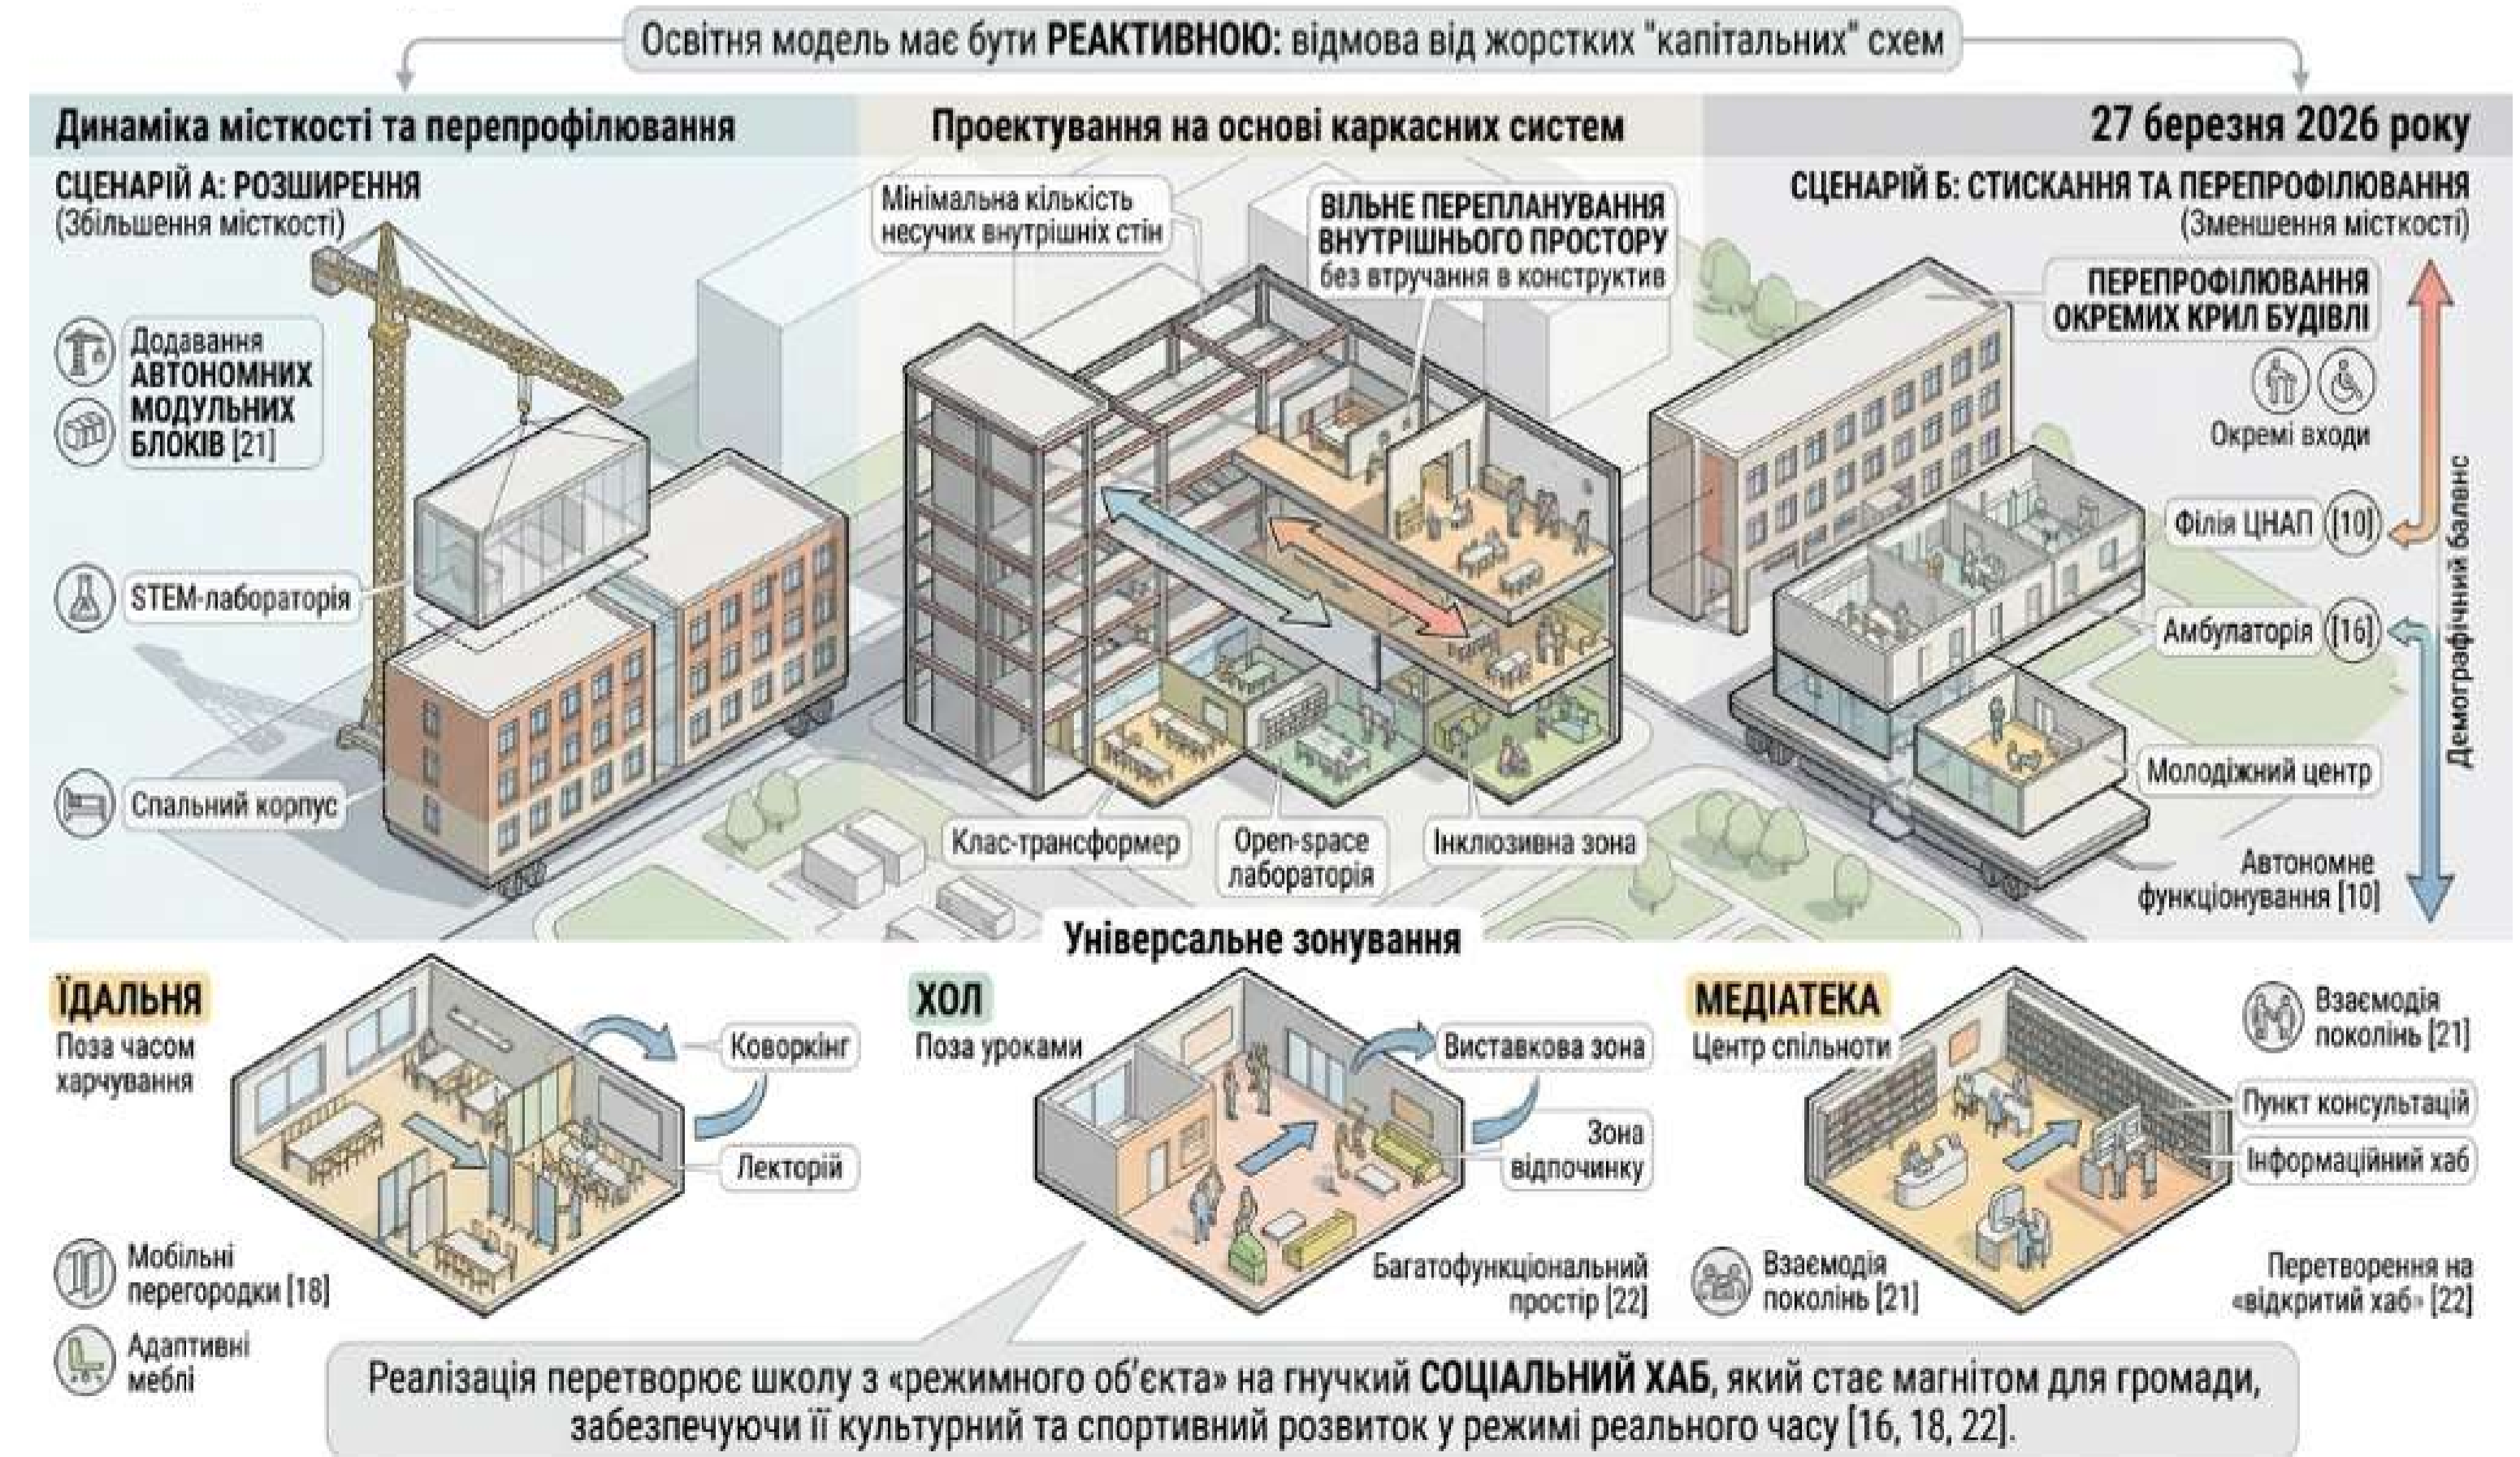 Освітня модель має бути РЕАКТИВНОЮ: відмова від жорстких "капітальних" схем
Динаміка місткості та перепрофілювання
СЦЕНАРІЙ А: РОЗШИРЕННЯ
(Збільшення місткості)
Додавання
АВТОНОМНИХ
МОДУЛЬНИХ
БЛОКІВ [21]
STEM-лабораторія
Спальний корпус
Проектування на основі каркасних систем
Мінімальна кількість
несучих внутрішніх стін
ВІЛЬНЕ ПЕРЕПЛАНУВАННЯ
ВНУТРІШНЬОГО ПРОСТОРУ
без втручання в конструктив
Клас-трансформер
Open-space
лабораторія
Інклюзивна зона
27 березня 2026 року
СЦЕНАРІЙ Б: СТИСКАННЯ ТА ПЕРЕПРОФІЛЮВАННЯ
(Зменшення місткості)
ПЕРЕПРОФІЛЮВАННЯ
ОКРЕМИХ КРИЛ БУДІВЛІ
Окремі входи
Філія ЦНАП ([10])
Амбулаторія ([16])
Молодіжний центр
Автономне
функціонування [10]
Демографічний баланс
Універсальне зонування
ЇДАЛЬНЯ
Поза часом
харчування
Коворкінг
Лекторій
Мобільні
перегородки [18]
Адаптивні
меблі
ХОЛ
Поза уроками
Виставкова зона
Зона
відпочинку
Багатофункціональний
простір [22]
МЕДІАТЕКА
Центр спільноти
Взаємодія
поколінь [21]
Пункт консультацій
Інформаційний хаб
Взаємодія
поколінь [21]
Перетворення на
«відкритий хаб» [22]
Реалізація перетворює школу з «режимного об'єкта» на гнучкий СОЦІАЛЬНИЙ ХАБ, який стає магнітом для громади,
забезпечуючи її культурний та спортивний розвиток у режимі реального часу [16, 18, 22].